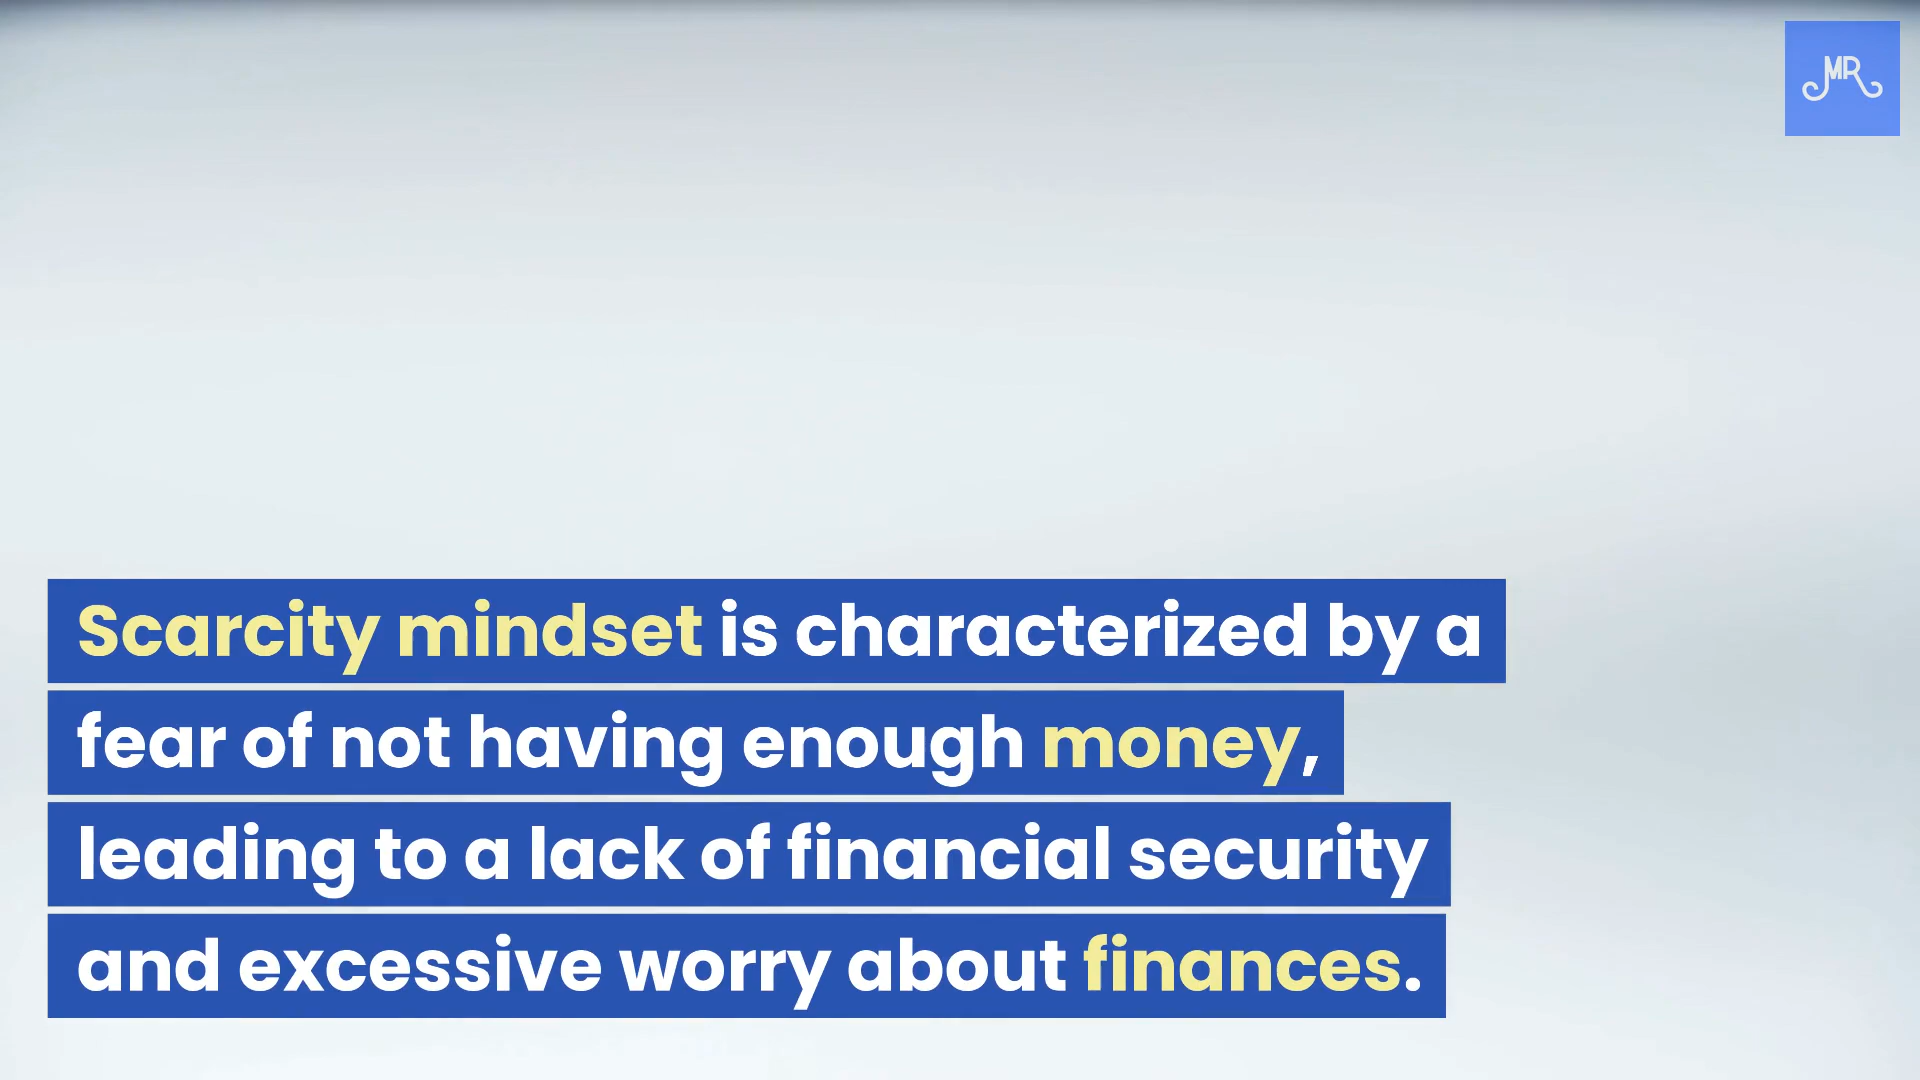 MR
Scarcity mindset is characterized by a
fear of not having enough money,
leading to a lack of financial security
and excessive worry about finances.